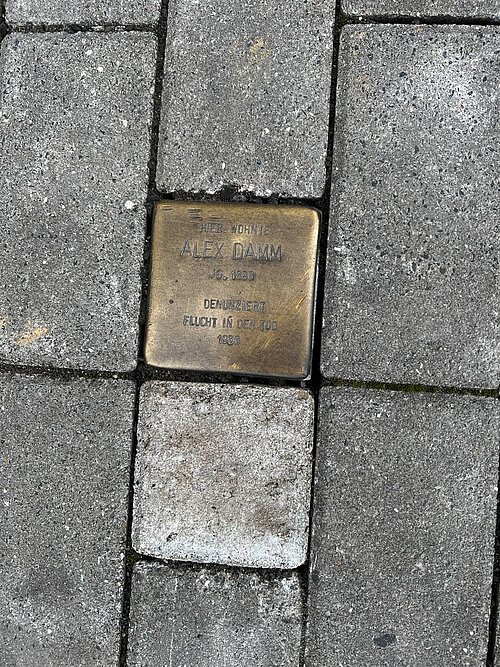 HIER WOHNTE
ALEX DAMM
JG.
DENUNZIERT
FLUCHT IN DEN TOD